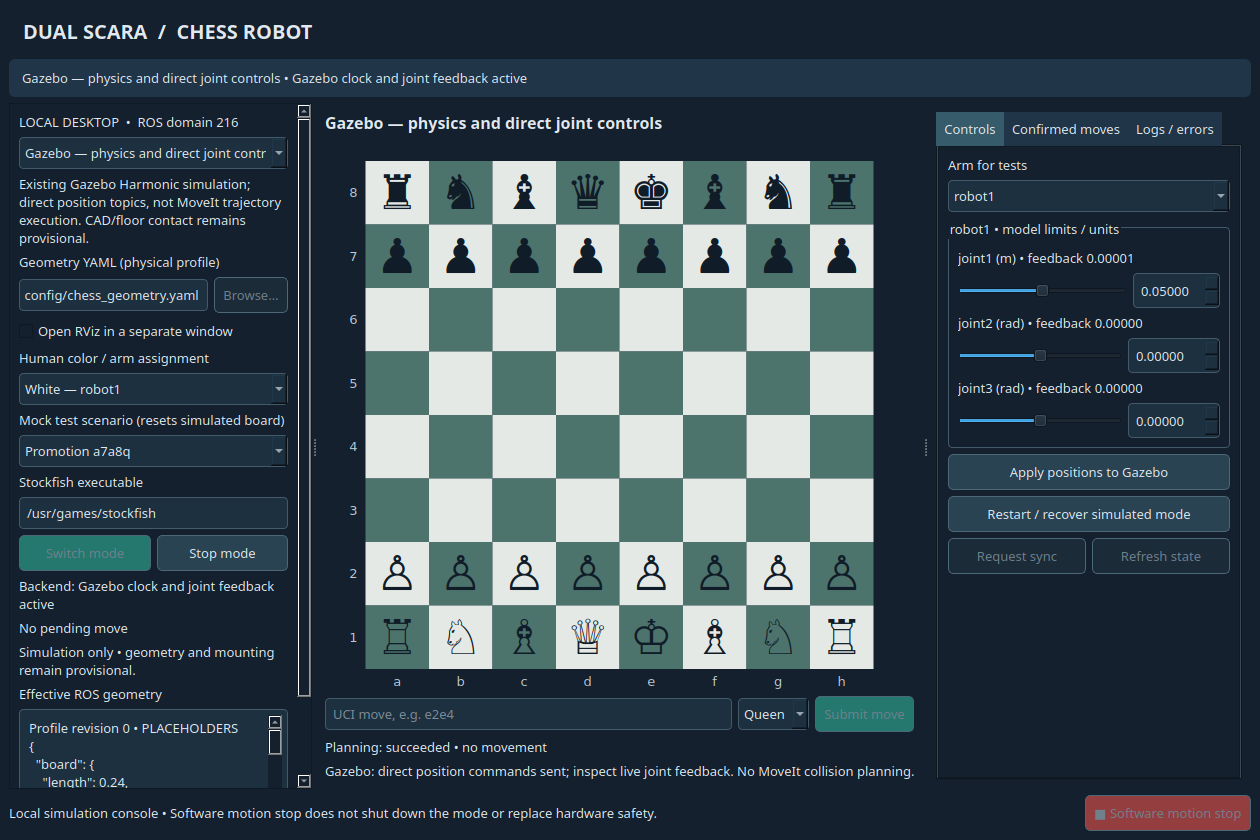 DUAL SCARA / CHESS ROBOT
Gazebo — physics and direct joint controls • Gazebo clock and joint feedback active
LOCAL DESKTOP • ROS domain 216
Gazebo — physics and direct joint contr
Existing Gazebo Harmonic simulation;
direct position topics, not MoveIt trajectory
execution. CAD/floor contact remains
provisional.
Geometry YAML (physical profile)
config/chess_geometry.yaml
Browse...
Open RViz in a separate window
Human color / arm assignment
White — robot1
Mock test scenario (resets simulated board)
Promotion a7a8q
Stockfish executable
/usr/games/stockfish
Switch mode
Stop mode
Backend: Gazebo clock and joint feedback
active
No pending move
Simulation only • geometry and mounting
remain provisional.
Effective ROS geometry
Profile revision 0 • PLACEHOLDERS
{
"board": {
"length": 0.24,
Gazebo — physics and direct joint controls
8
7
6
5
4
3
2
1
a b c d e f g h
UCI move, e.g. e2e4
Queen
Submit move
Planning: succeeded • no movement
Gazebo: direct position commands sent; inspect live joint feedback. No MoveIt collision planning.
Controls
Confirmed moves
Logs / errors
Arm for tests
robot1
robot1 • model limits / units
joint1 (m) • feedback 0.00001
0.05000
joint2 (rad) • feedback 0.00000
0.00000
joint3 (rad) • feedback 0.00000
0.00000
Apply positions to Gazebo
Restart / recover simulated mode
Request sync
Refresh state
Local simulation console • Software motion stop does not shut down the mode or replace hardware safety.
Software motion stop